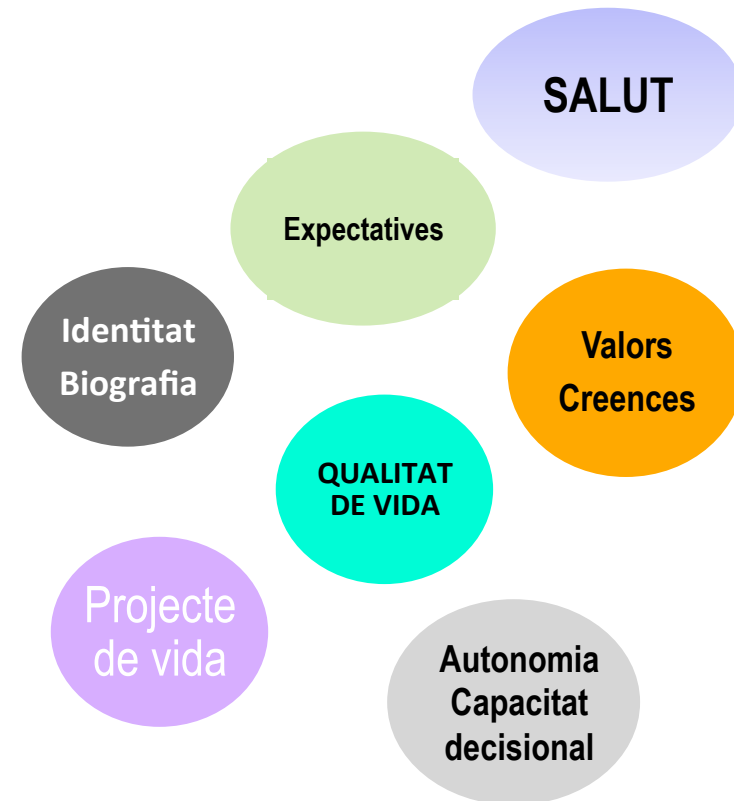 SALUT
Expectatives
Identitat
Biografia
Valors
Creences
QUALITAT
DE VIDA
Projecte
de vida
Autonomia
Capacitat
decisional